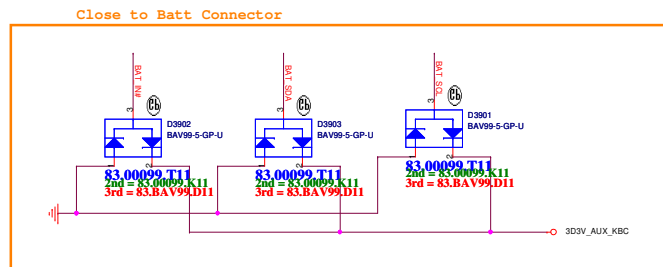 Close to Batt Connector
BAT_IN#
BAT_SDA
BAT_SCL
3
3
3
D3902
BAV99-5-GP-U
D3903
BAV99-5-GP-U
D3901
BAV99-5-GP-U
1
2
1
2
1
2
83.00099.T11
2nd = 83.00099.K11
3rd = 83.BAV99.D11
83.00099.T11
2nd = 83.00099.K11
3rd = 83.BAV99.D11
83.00099.T11
2nd = 83.00099.K11
3rd = 83.BAV99.D11
3D3V_AUX_KBC